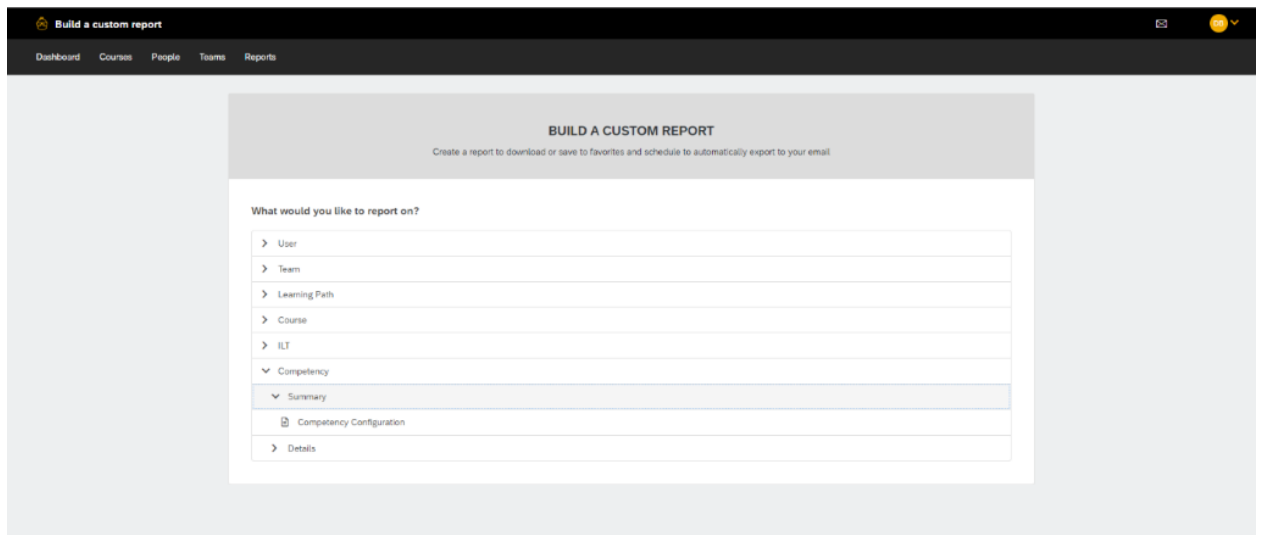 Build a custom report
DB
Dashboard Courses People Teams Reports
BUILD A CUSTOM REPORT
Create a report to download or save to favorites and schedule to automatically export to your email
What would you like to report on?
User
Team
Learning Path
Course
ILT
Competency
Summary
Competency Configuration
Details